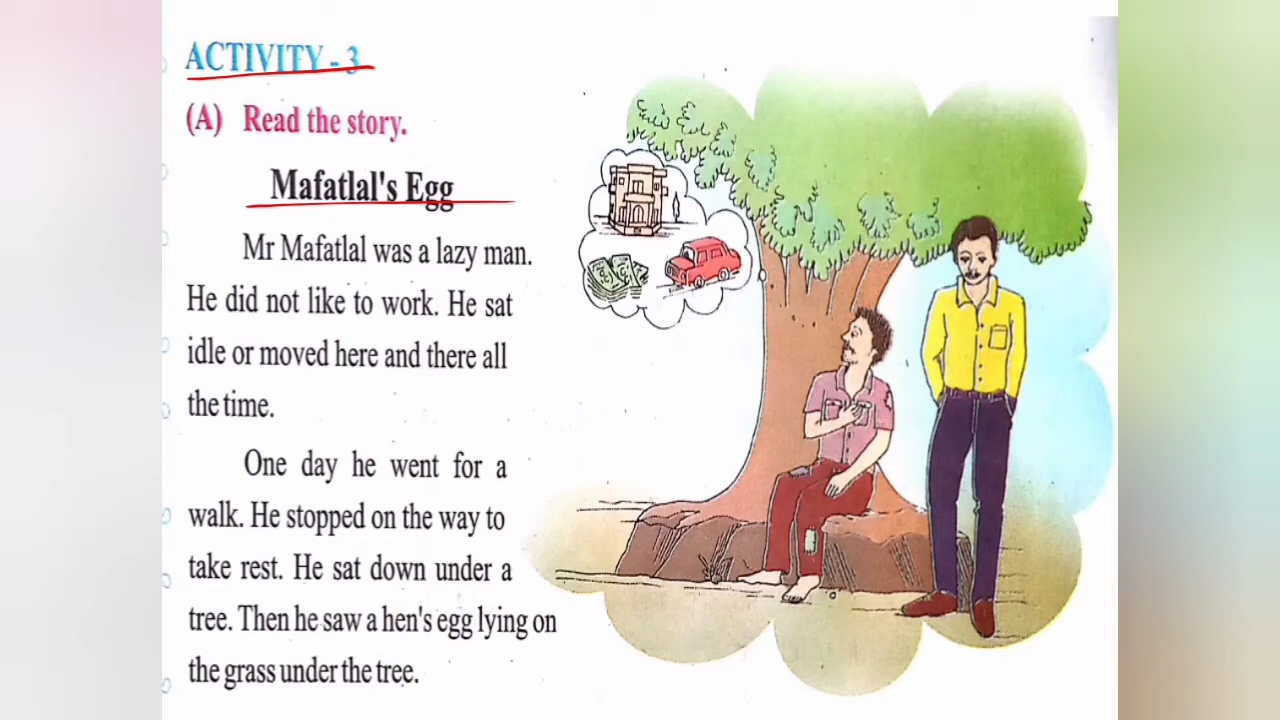 ACTIVITY - 3
(A) Read the story.
Mafatlal's Egg
Mr Mafatlal was a lazy man.
He did not like to work. He sat
idle or moved here and there all
the time.
One day he went for a
walk. He stopped on the way to
take rest. He sat down under a
tree. Then he saw a hen's egg lying on
the grass under the tree.